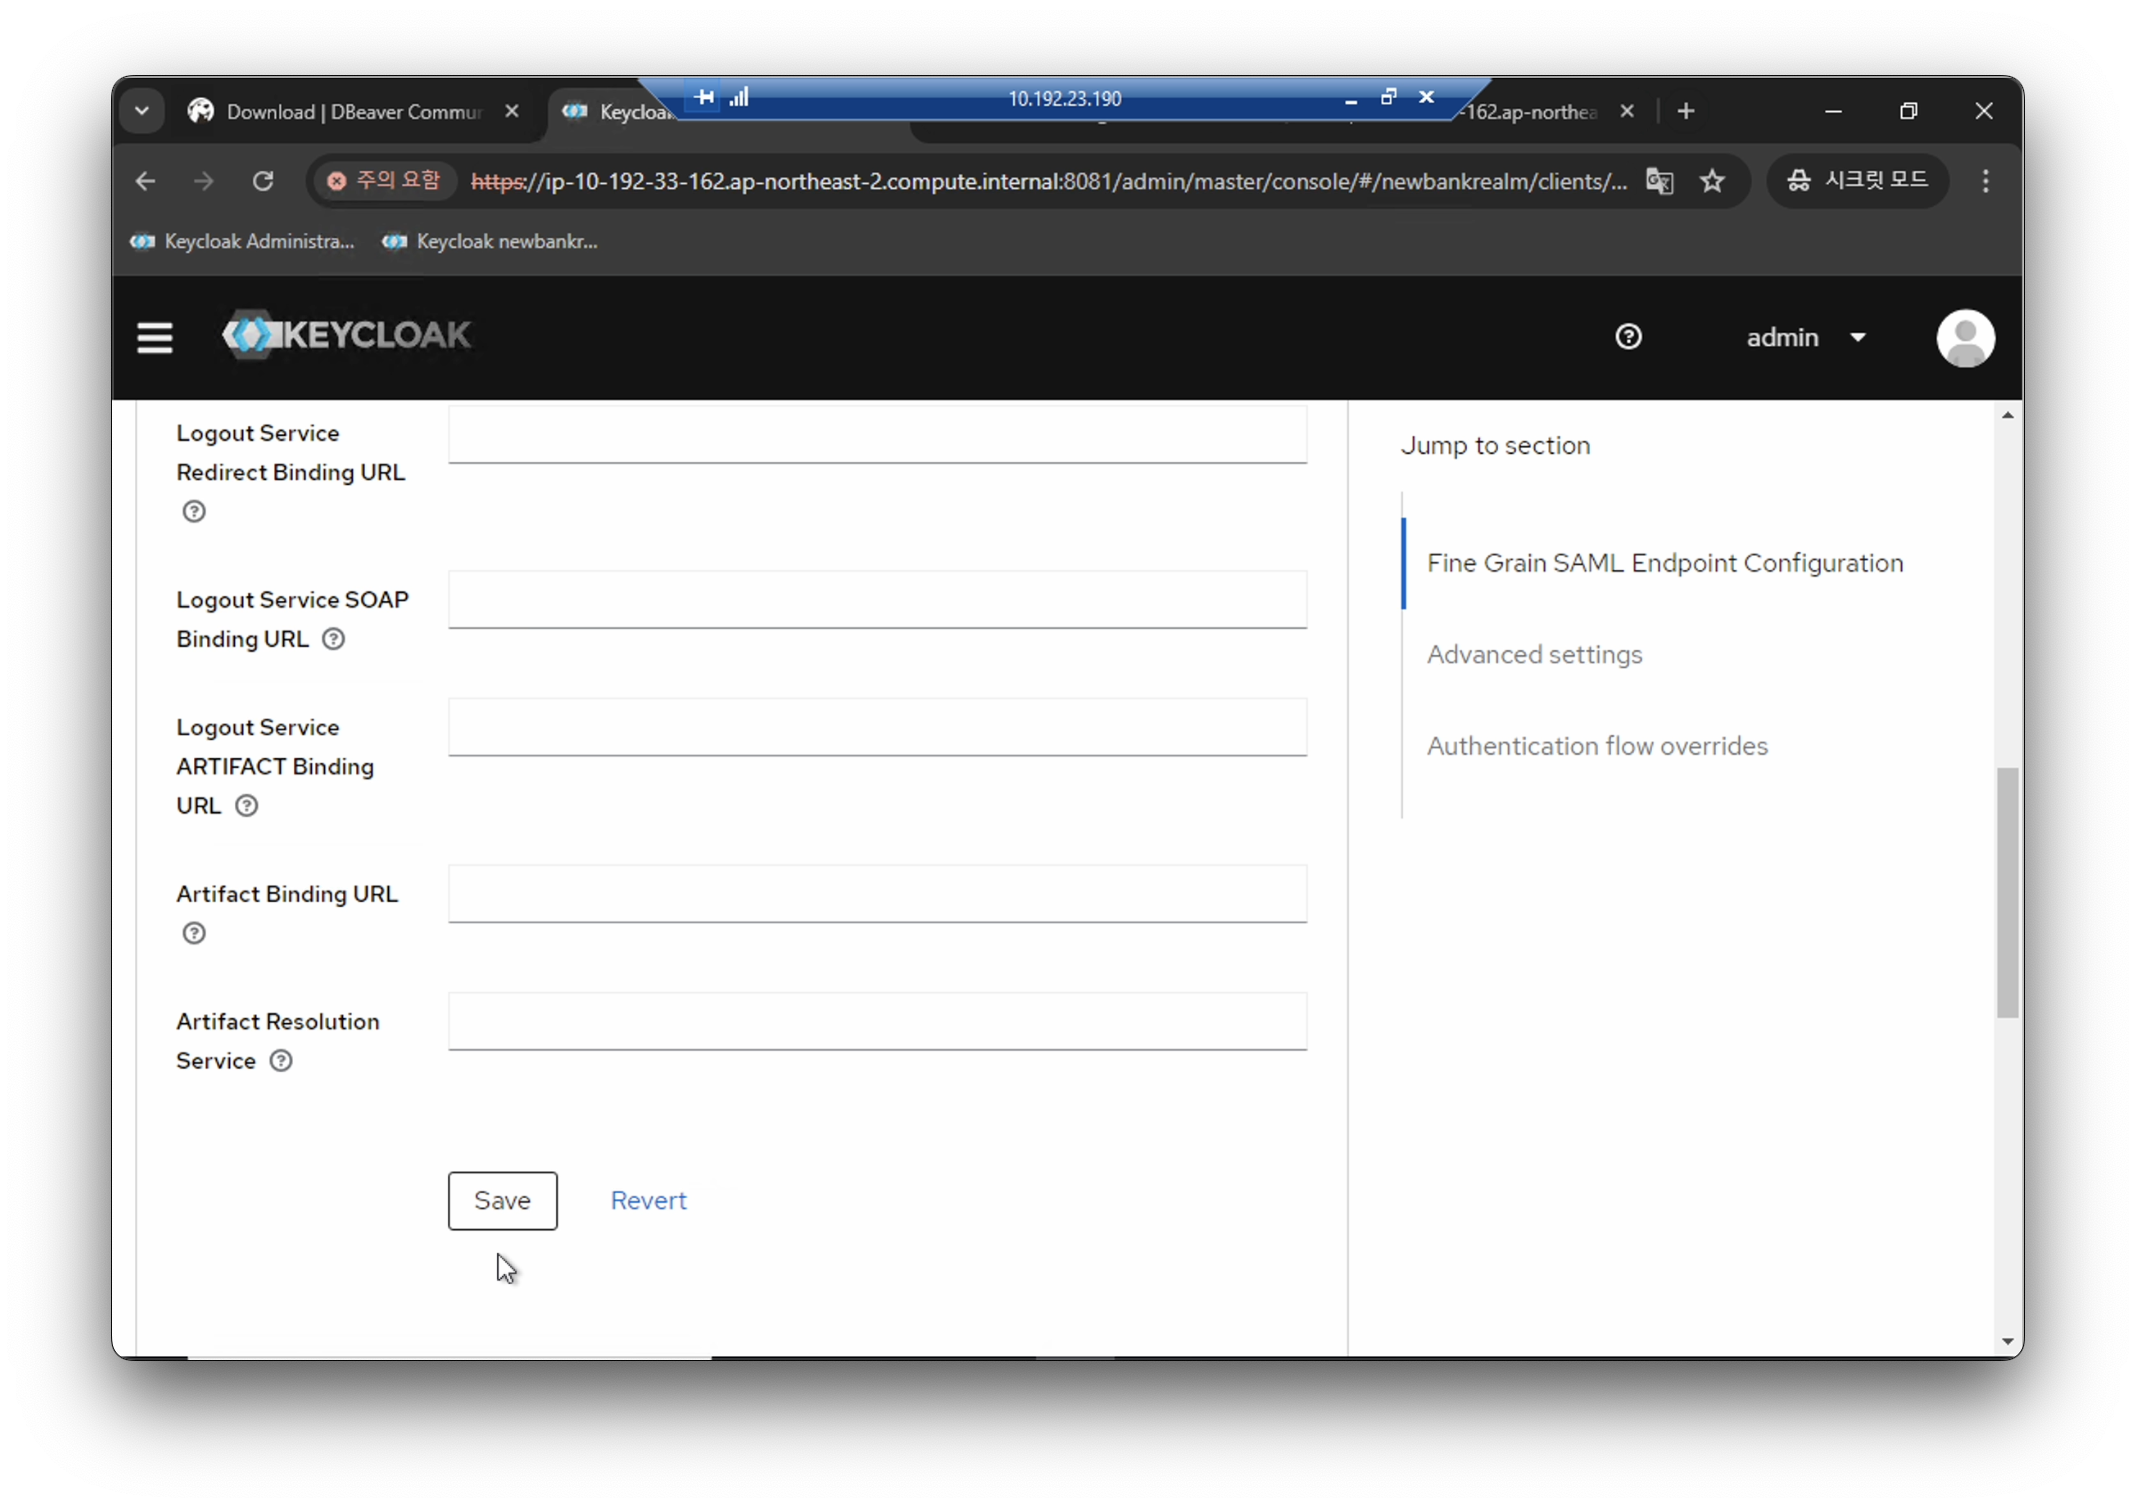 Download | DBeaver Commur
10.192.23.190
-162.ap-northea
주의 요함
https://ip-10-192-33-162.ap-northeast-2.compute.internal:8081/admin/master/console/#/newbankrealm/clients/...
시크릿 모드
Keycloak Administra...
Keycloak newbankr...
KEYCLOAK
admin
Logout Service
Redirect Binding URL
Logout Service SOAP
Binding URL
Logout Service
ARTIFACT Binding
URL
Artifact Binding URL
Artifact Resolution
Service
Save
Revert
Jump to section
Fine Grain SAML Endpoint Configuration
Advanced settings
Authentication flow overrides